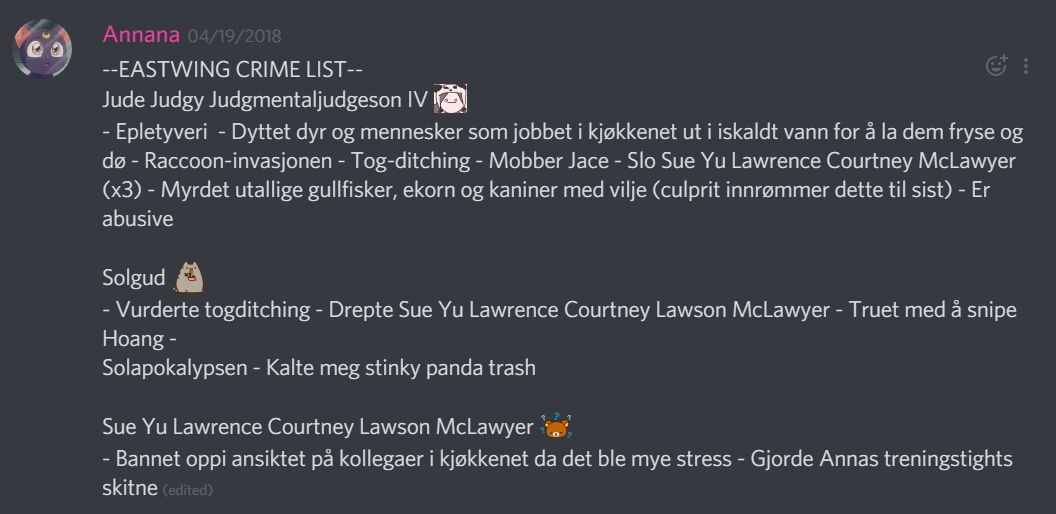 Annana 04/19/2018
--EASTWING CRIME LIST--
Jude Judgy Judgmentaljudgeson IV
- Epletyveri - Dyttet dyr og mennesker som jobbet i kjøkkenet ut i iskaldt vann for å la dem fryse og
dø - Raccoon-invasjonen - Tog-ditching - Mobber Jace - Slo Sue Yu Lawrence Courtney McLawyer
(x3) - Myrdet utallige gullfisker, ekorn og kaniner med vilje (culprit innrømmer dette til sist) - Er
abusive
Solgud
- Vurderte togditching - Drepte Sue Yu Lawrence Courtney Lawson McLawyer - Truet med å snipe
Hoang -
Solapokalypsen - Kalte meg stinky panda trash
Sue Yu Lawrence Courtney Lawson McLawyer
- Bannet oppi ansiktet på kollegaer i kjøkkenet da det ble mye stress - Gjorde Annas treningstights
skitne (edited)